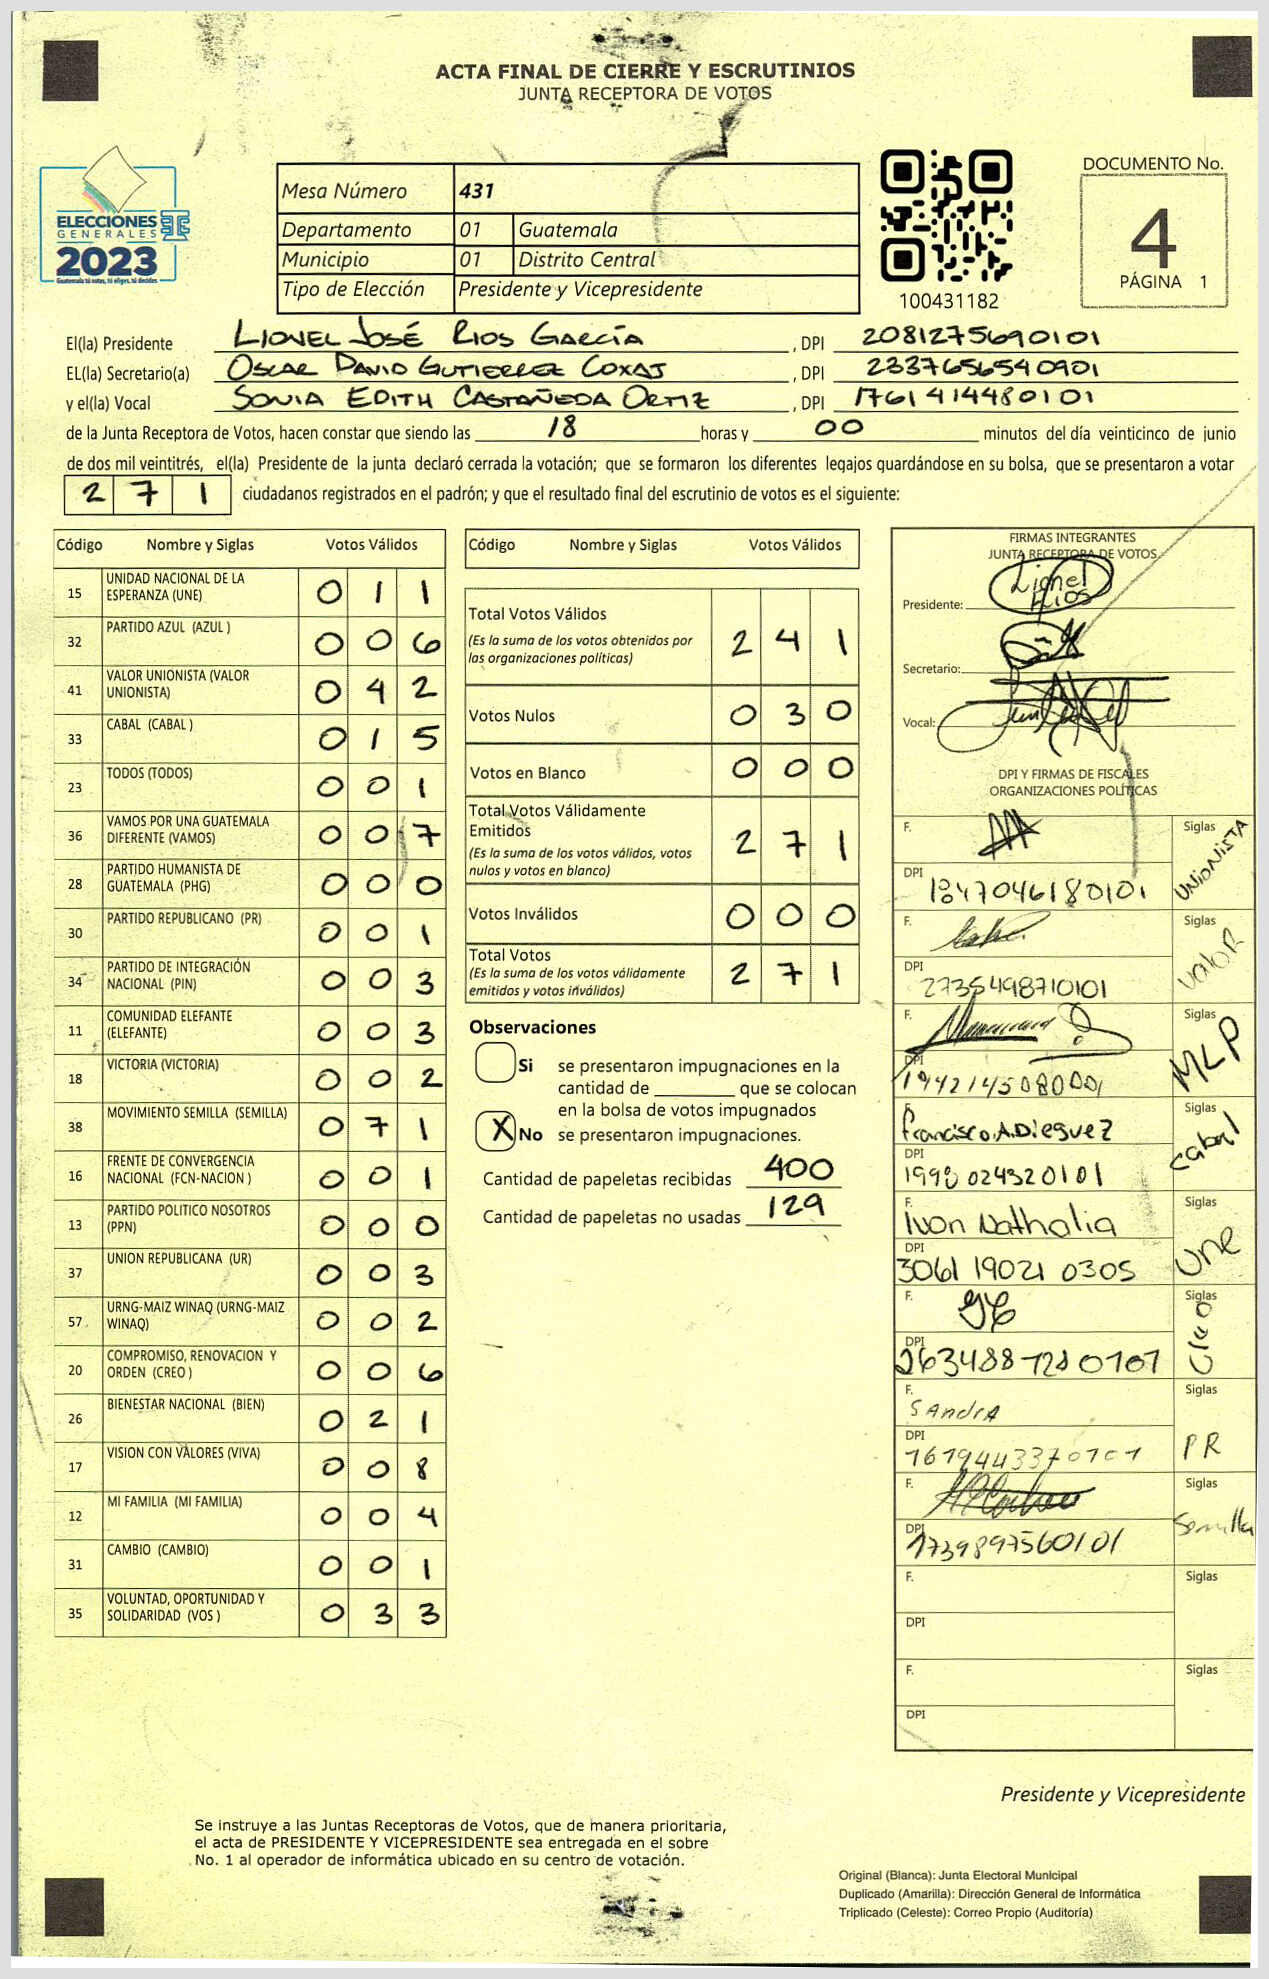 ACTA FINAL DE CIERRE Y ESCRUTINIOS
JUNTA RECEPTORA DE VOTOS
ELECCIONES
GENERALES
2023
Guatemala tú votas, tú eliges, tú decides
Mesa Número 431
Departamento 01 Guatemala
Municipio 01 Distrito Central
Tipo de Elección Presidente y Vicepresidente
100431182
DOCUMENTO No.
4
PÁGINA 1
El(la) Presidente LIONEL JOSÉ RIOS GARCÍA , DPI 2081275690101
EL(la) Secretario(a) OSCAR DAVID GUTIERREZ COXAJ , DPI 2337656540901
y el(la) Vocal SONIA EDITH CASTAÑEDA ORTIZ , DPI 1761414480101
de la Junta Receptora de Votos, hacen constar que siendo las 18 horas y 00 minutos del día veinticinco de junio
de dos mil veintitrés, el(la) Presidente de la junta declaró cerrada la votación; que se formaron los diferentes legajos guardándose en su bolsa, que se presentaron a votar
2 7 1 ciudadanos registrados en el padrón; y que el resultado final del escrutinio de votos es el siguiente:
Código Nombre y Siglas Votos Válidos
15 UNIDAD NACIONAL DE LA ESPERANZA (UNE) 0 1 1
32 PARTIDO AZUL (AZUL ) 0 0 6
41 VALOR UNIONISTA (VALOR UNIONISTA) 0 4 2
33 CABAL (CABAL ) 0 1 5
23 TODOS (TODOS) 0 0 1
36 VAMOS POR UNA GUATEMALA DIFERENTE (VAMOS) 0 0 7
28 PARTIDO HUMANISTA DE GUATEMALA (PHG) 0 0 0
30 PARTIDO REPUBLICANO (PR) 0 0 1
34 PARTIDO DE INTEGRACIÓN NACIONAL (PIN) 0 0 3
11 COMUNIDAD ELEFANTE (ELEFANTE) 0 0 3
18 VICTORIA (VICTORIA) 0 0 2
38 MOVIMIENTO SEMILLA (SEMILLA) 0 7 1
16 FRENTE DE CONVERGENCIA NACIONAL (FCN-NACION ) 0 0 1
13 PARTIDO POLITICO NOSOTROS (PPN) 0 0 0
37 UNION REPUBLICANA (UR) 0 0 3
57 URNG-MAIZ WINAQ (URNG-MAIZ WINAQ) 0 0 2
20 COMPROMISO, RENOVACION Y ORDEN (CREO ) 0 0 6
26 BIENESTAR NACIONAL (BIEN) 0 2 1
17 VISION CON VALORES (VIVA) 0 0 8
12 MI FAMILIA (MI FAMILIA) 0 0 4
31 CAMBIO (CAMBIO) 0 0 1
35 VOLUNTAD, OPORTUNIDAD Y SOLIDARIDAD (VOS ) 0 3 3
Código Nombre y Siglas Votos Válidos
Total Votos Válidos 2 4 1
(Es la suma de los votos obtenidos por
las organizaciones políticas)
Votos Nulos 0 3 0
Votos en Blanco 0 0 0
Total Votos Válidamente
Emitidos 2 7 1
(Es la suma de los votos válidos, votos
nulos y votos en blanco)
Votos Inválidos 0 0 0
Total Votos 2 7 1
(Es la suma de los votos válidamente
emitidos y votos inválidos)
Observaciones
Si se presentaron impugnaciones en la
cantidad de ________ que se colocan
en la bolsa de votos impugnados
X No se presentaron impugnaciones.
Cantidad de papeletas recibidas 400
Cantidad de papeletas no usadas 129
FIRMAS INTEGRANTES
JUNTA RECEPTORA DE VOTOS
Presidente: Lionel Rios
Secretario:
Vocal:
DPI Y FIRMAS DE FISCALES
ORGANIZACIONES POLÍTICAS
F. Siglas UNIONISTA
DPI 1847046180101
F. Siglas Valor
DPI 2735498710101
F. Siglas MLP
DPI
F. Francisco.A.Dieguez Siglas Cabal
DPI 1998024320101
F. Ivon Nathalia Siglas Une
DPI 3061 19021 0305
F. Siglas
DPI 2634887280101
F. SAndrA Siglas PR
DPI 1619443370101
F. Siglas Semilla
DPI 1739897560101
F. Siglas
DPI
F. Siglas
DPI
Presidente y Vicepresidente
Se instruye a las Juntas Receptoras de Votos, que de manera prioritaria,
el acta de PRESIDENTE Y VICEPRESIDENTE sea entregada en el sobre
No. 1 al operador de informática ubicado en su centro de votación.
Original (Blanca): Junta Electoral Municipal
Duplicado (Amarilla): Dirección General de Informática
Triplicado (Celeste): Correo Propio (Auditoría)